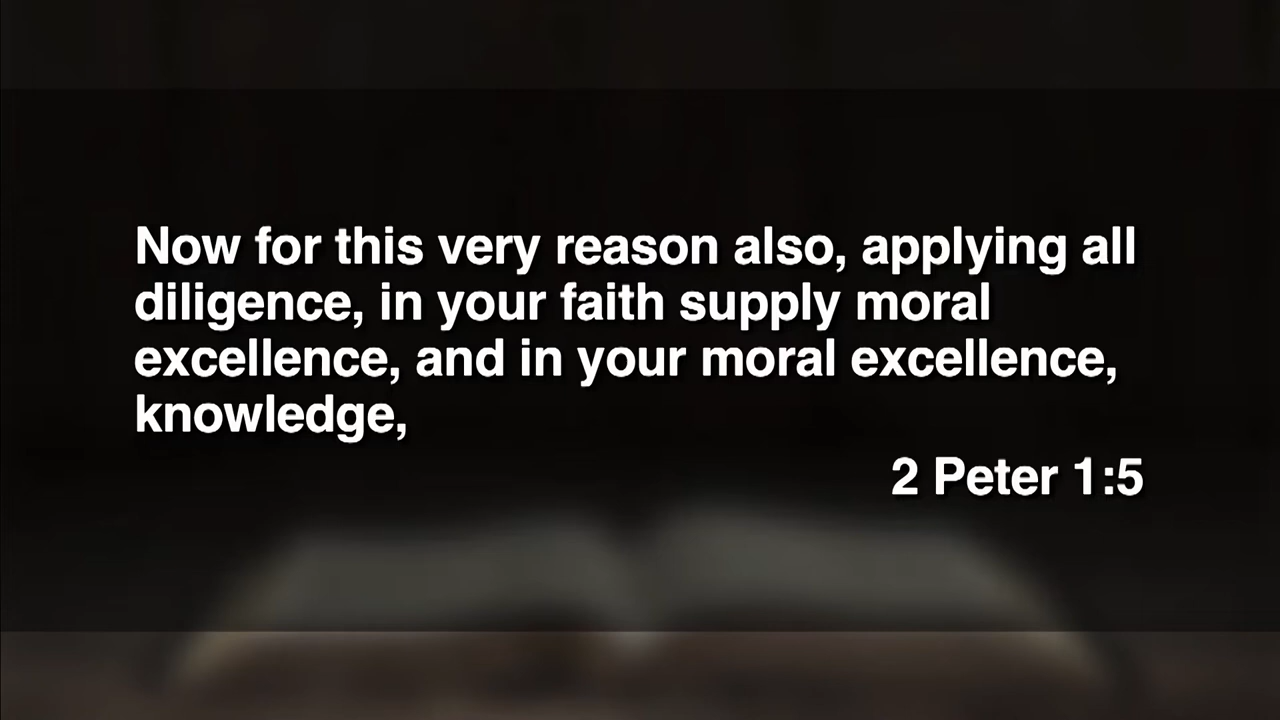 Now for this very reason also, applying all
diligence, in your faith supply moral
excellence, and in your moral excellence,
knowledge,
2 Peter 1:5